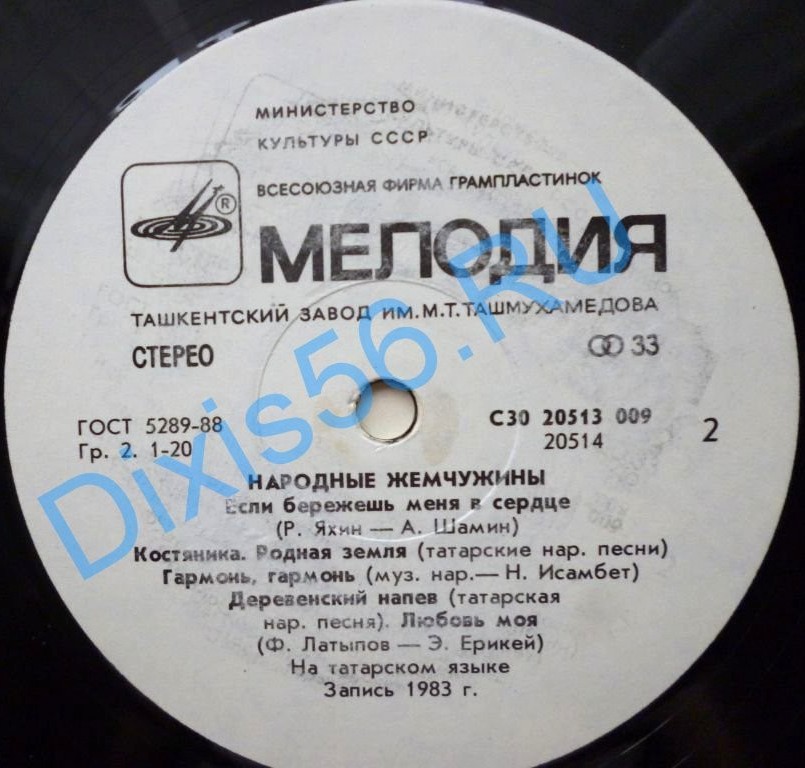 МИНИСТЕРСТВО
КУЛЬТУРЫ СССР
ВСЕСОЮЗНАЯ ФИРМА ГРАМПЛАСТИНОК
®
МЕЛОДИЯ
ТАШКЕНТСКИЙ ЗАВОД ИМ. М.Т. ТАШМУХАМЕДОВА
СТЕРЕО
33
ГОСТ 5289-88
Гр. 2. 1-20
С30 20513 009
20514
2
НАРОДНЫЕ ЖЕМЧУЖИНЫ
Если бережешь меня в сердце
(Р. Яхин — А. Шамин)
Костяника. Родная земля (татарские нар. песни)
Гармонь, гармонь (муз. нар.— Н. Исамбет)
Деревенский напев (татарская
нар. песня). Любовь моя
(Ф. Латыпов — Э. Ерикей)
На татарском языке
Запись 1983 г.
Dixis56.RU